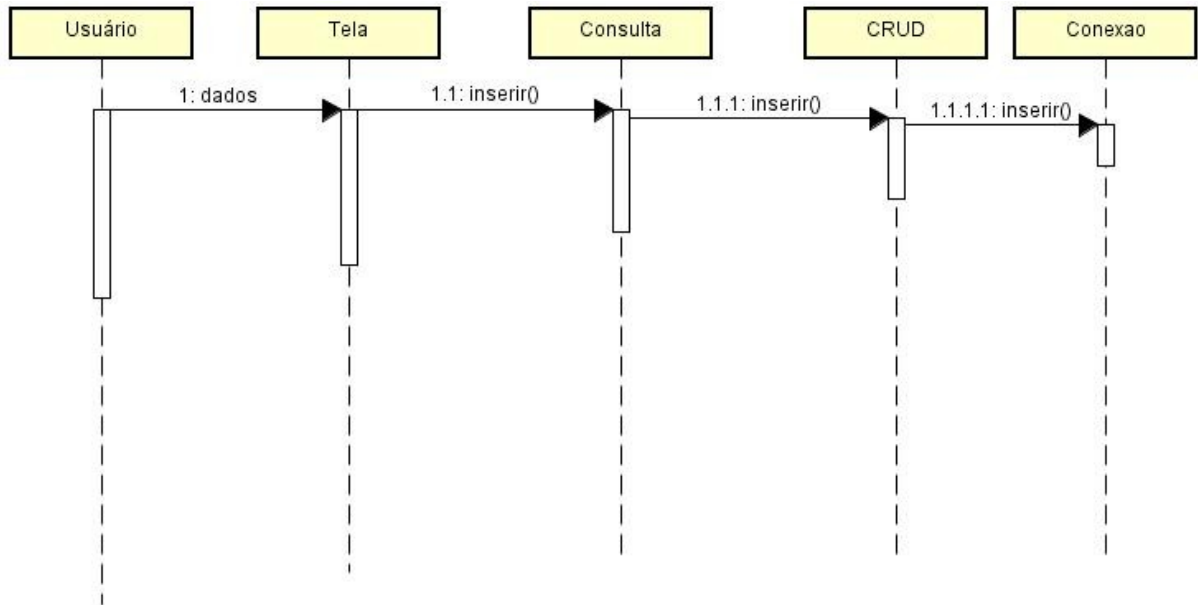 Usuário
Tela
Consulta
CRUD
Conexao
1: dados
1.1: inserir()
1.1.1: inserir()
1.1.1.1: inserir()